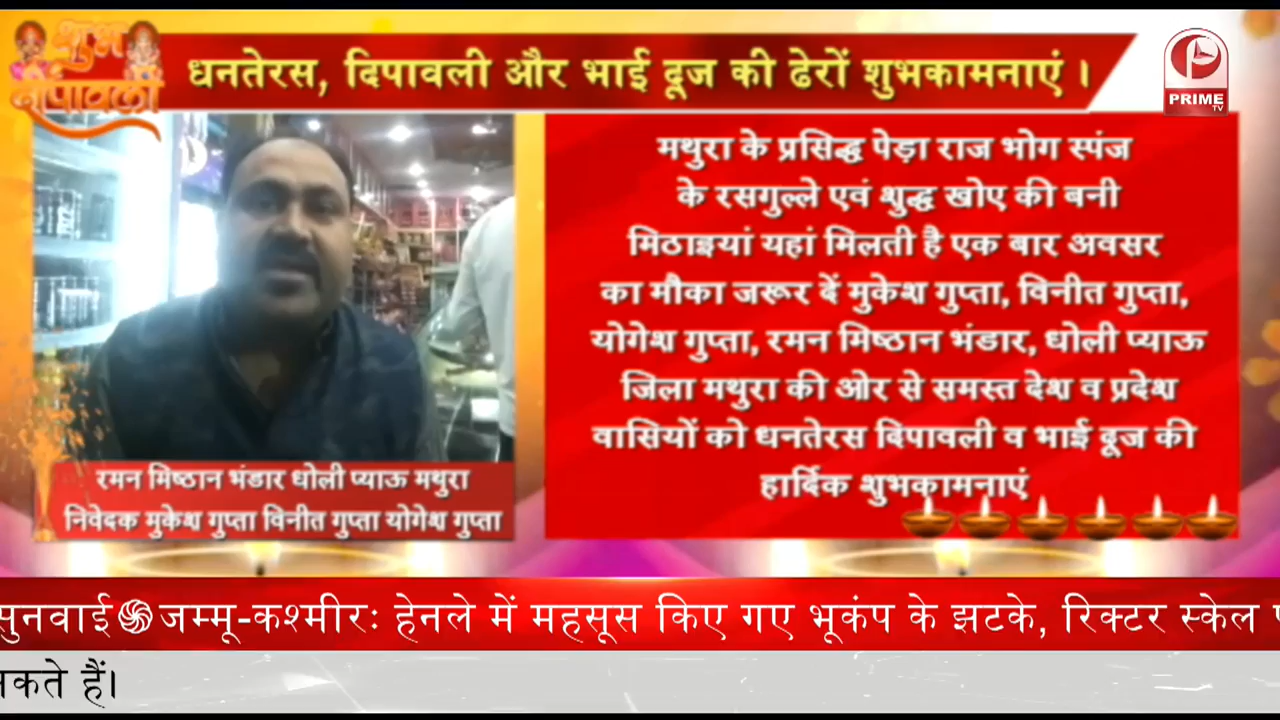 शुभ
दीपावली
धनतेरस, दिपावली और भाई दूज की ढेरों शुभकामनाएं ।
PRIME
TV
मथुरा के प्रसिद्ध पेड़ा राज भोग स्पंज
के रसगुल्ले एवं शुद्ध खोए की बनी
मिठाइयां यहां मिलती है एक बार अवसर
का मौका जरूर दें मुकेश गुप्ता, विनीत गुप्ता,
योगेश गुप्ता, रमन मिष्ठान भंडार, धोली प्याऊ
जिला मथुरा की ओर से समस्त देश व प्रदेश
वासियों को धनतेरस दिपावली व भाई दूज की
हार्दिक शुभकामनाएं
रमन मिष्ठान भंडार धोली प्याऊ मथुरा
निवेदक मुकेश गुप्ता विनीत गुप्ता योगेश गुप्ता
सुनवाई जम्मू-कश्मीरः हेनले में महसूस किए गए भूकंप के झटके, रिक्टर स्केल
हैं।